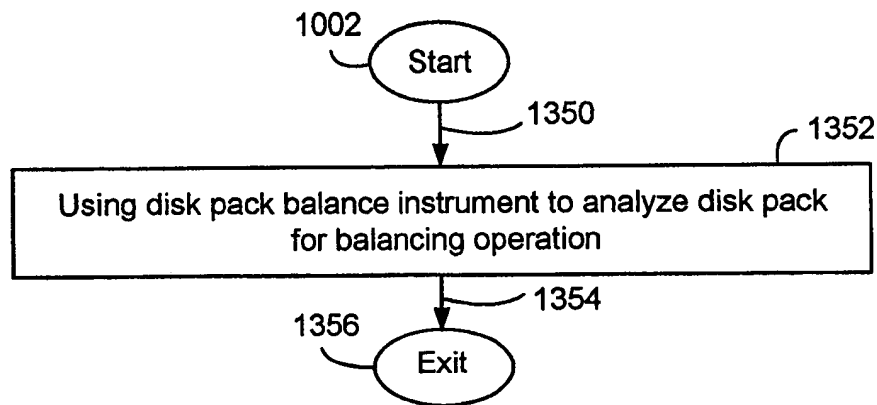 1002
Start
1350
1352
Using disk pack balance instrument to analyze disk pack
for balancing operation
1354
1356
Exit